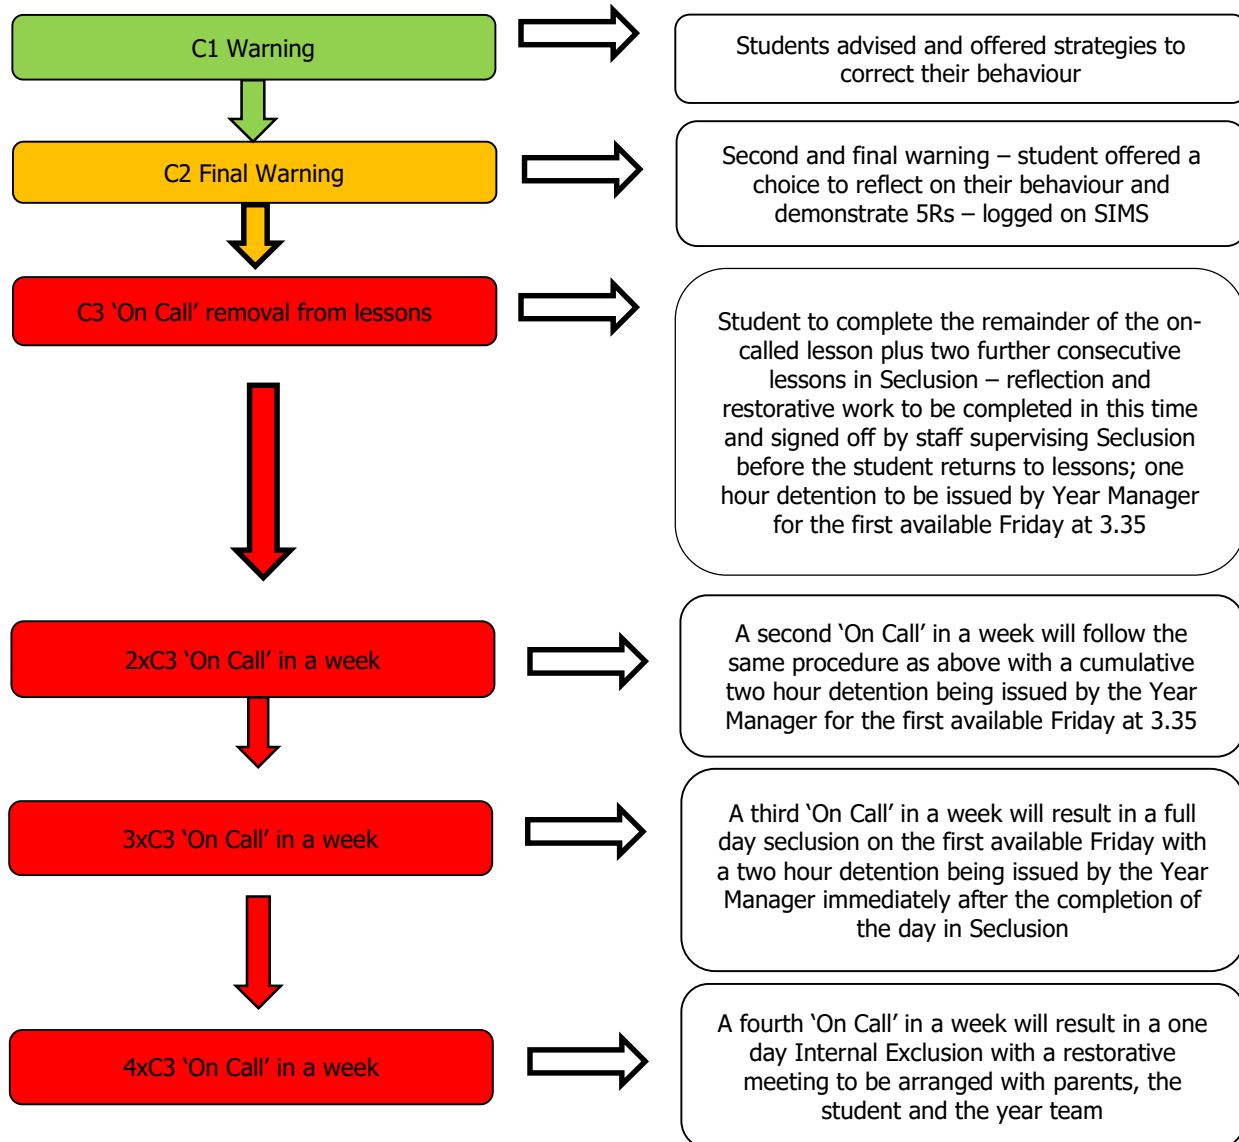 C1 Warning
Students advised and offered strategies to
correct their behaviour
C2 Final Warning
Second and final warning – student offered a
choice to reflect on their behaviour and
demonstrate 5Rs – logged on SIMS
C3 ‘On Call’ removal from lessons
Student to complete the remainder of the on-
called lesson plus two further consecutive
lessons in Seclusion – reflection and
restorative work to be completed in this time
and signed off by staff supervising Seclusion
before the student returns to lessons; one
hour detention to be issued by Year Manager
for the first available Friday at 3.35
2xC3 ‘On Call’ in a week
A second ‘On Call’ in a week will follow the
same procedure as above with a cumulative
two hour detention being issued by the Year
Manager for the first available Friday at 3.35
3xC3 ‘On Call’ in a week
A third ‘On Call’ in a week will result in a full
day seclusion on the first available Friday with
a two hour detention being issued by the Year
Manager immediately after the completion of
the day in Seclusion
4xC3 ‘On Call’ in a week
A fourth ‘On Call’ in a week will result in a one
day Internal Exclusion with a restorative
meeting to be arranged with parents, the
student and the year team